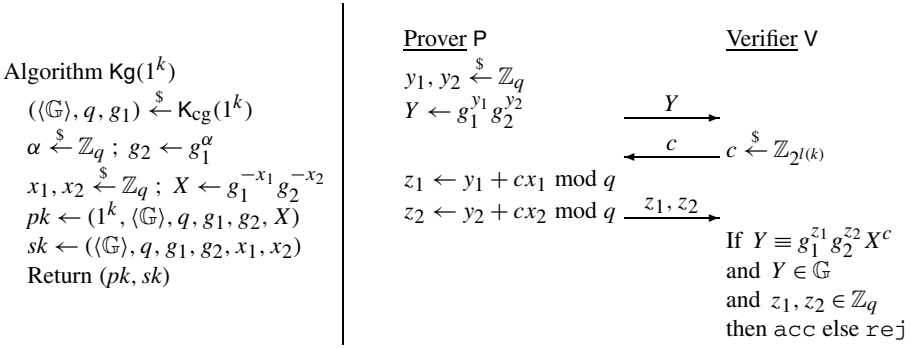 Algorithm Kg(1^k)
(⟨𝔾⟩, q, g_1) ←$ K_cg(1^k)
α ←$ ℤ_q ; g_2 ← g_1^α
x_1, x_2 ←$ ℤ_q ; X ← g_1^{-x_1} g_2^{-x_2}
pk ← (1^k, ⟨𝔾⟩, q, g_1, g_2, X)
sk ← (⟨𝔾⟩, q, g_1, g_2, x_1, x_2)
Return (pk, sk)
Prover P
Verifier V
y_1, y_2 ←$ ℤ_q
Y ← g_1^{y_1} g_2^{y_2}
Y
c
c ←$ ℤ_{2^{l(k)}}
z_1 ← y_1 + cx_1 mod q
z_2 ← y_2 + cx_2 mod q
z_1, z_2
If Y ≡ g_1^{z_1} g_2^{z_2} X^c
and Y ∈ 𝔾
and z_1, z_2 ∈ ℤ_q
then acc else rej